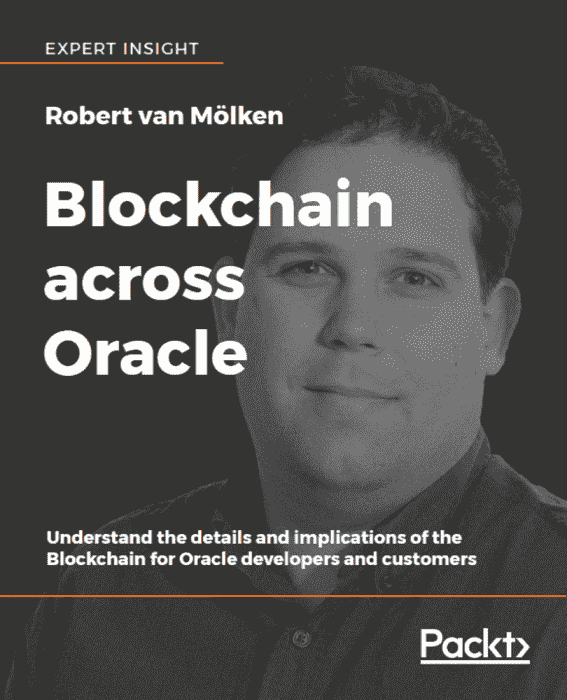 EXPERT INSIGHT
Robert van Mölken
Blockchain
across
Oracle
Understand the details and implications of the
Blockchain for Oracle developers and customers
Packt>